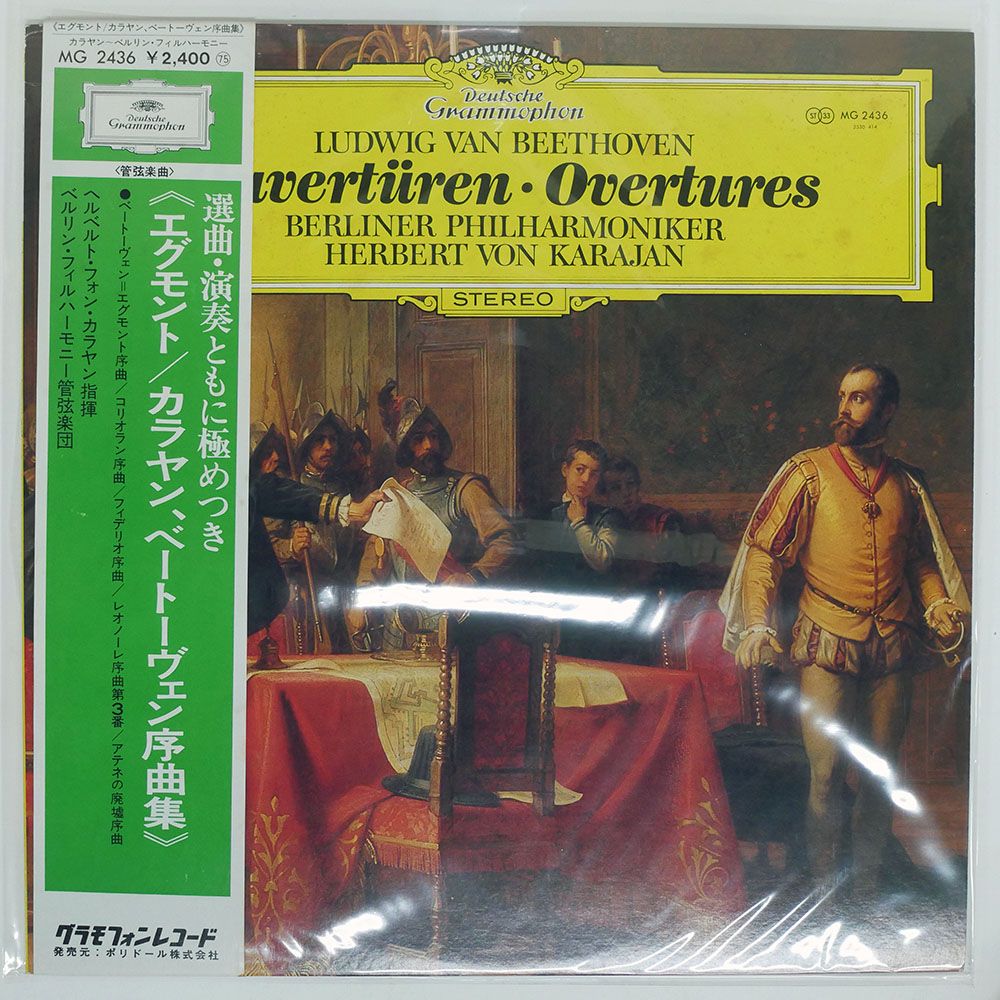 《エグモント/カラヤン、ベートーヴェン序曲集》
カラヤン〜ベルリン・フィルハーモニー
MG 2436 ¥2,400 ㊆
Deutsche
Grammophon
〈管弦楽曲〉
選曲・演奏ともに極めつき
《エグモント/カラヤン、ベートーヴェン序曲集》
●ベートーヴェン=エグモント序曲/コリオラン序曲/フィデリオ序曲/レオノーレ序曲第3番/アテネの廃墟序曲
ヘルベルト・フォン・カラヤン指揮
ベルリン・フィルハーモニー管弦楽団
グラモフォンレコード
発売元:ポリドール株式会社
Deutsche
Grammophon
ST 33 MG 2436
2530 414
LUDWIG VAN BEETHOVEN
uvertüren · Overtures
BERLINER PHILHARMONIKER
HERBERT VON KARAJAN
STEREO